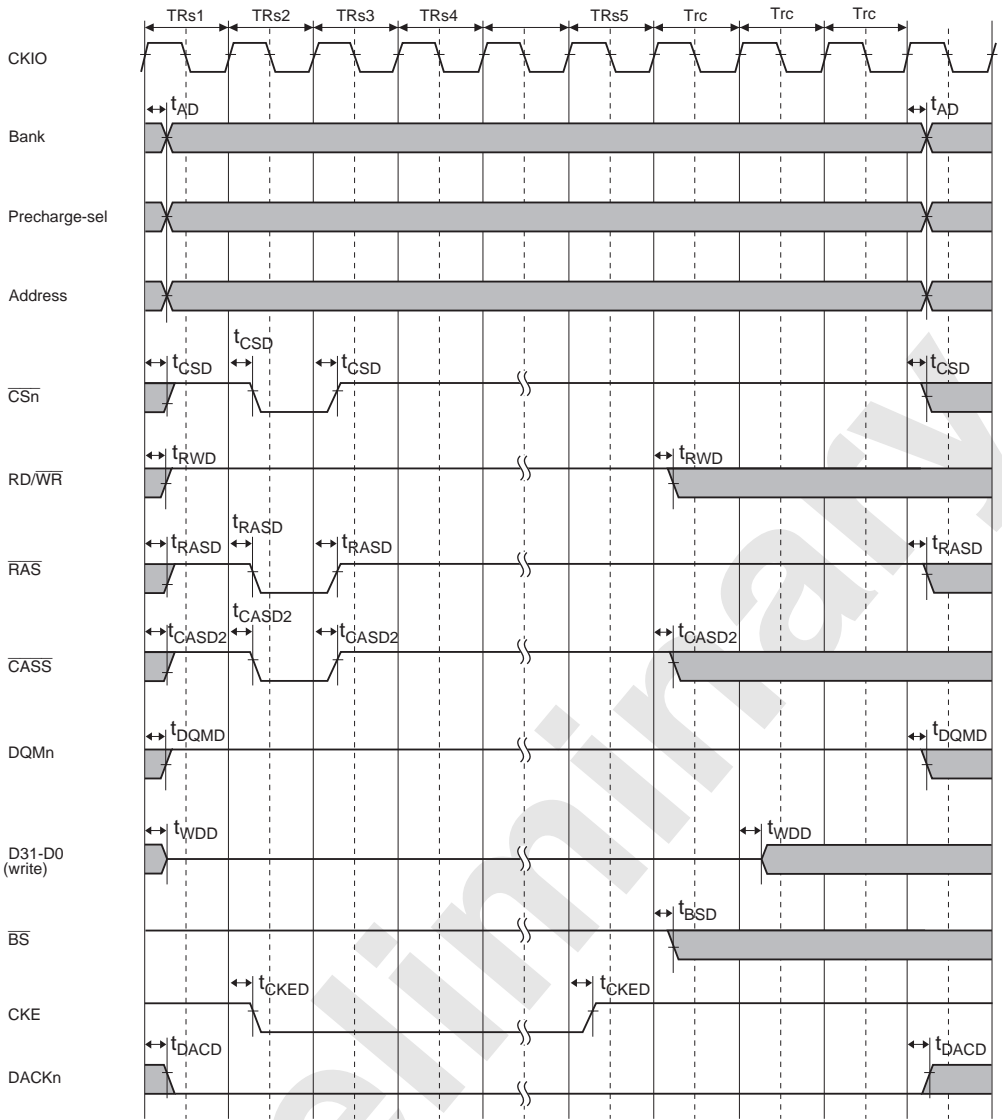 TRs1 TRs2 TRs3 TRs4 TRs5 Trc Trc Trc
CKIO
tAD tAD
Bank
Precharge-sel
Address
tCSD tCSD tCSD tCSD
CSn
tRWD tRWD
RD/WR
tRASD tRASD tRASD tRASD
RAS
tCASD2 tCASD2 tCASD2 tCASD2
CASS
tDQMD tDQMD
DQMn
tWDD tWDD
D31-D0
(write)
tBSD
BS
tCKED tCKED
CKE
tDACD tDACD
DACKn
eliminary